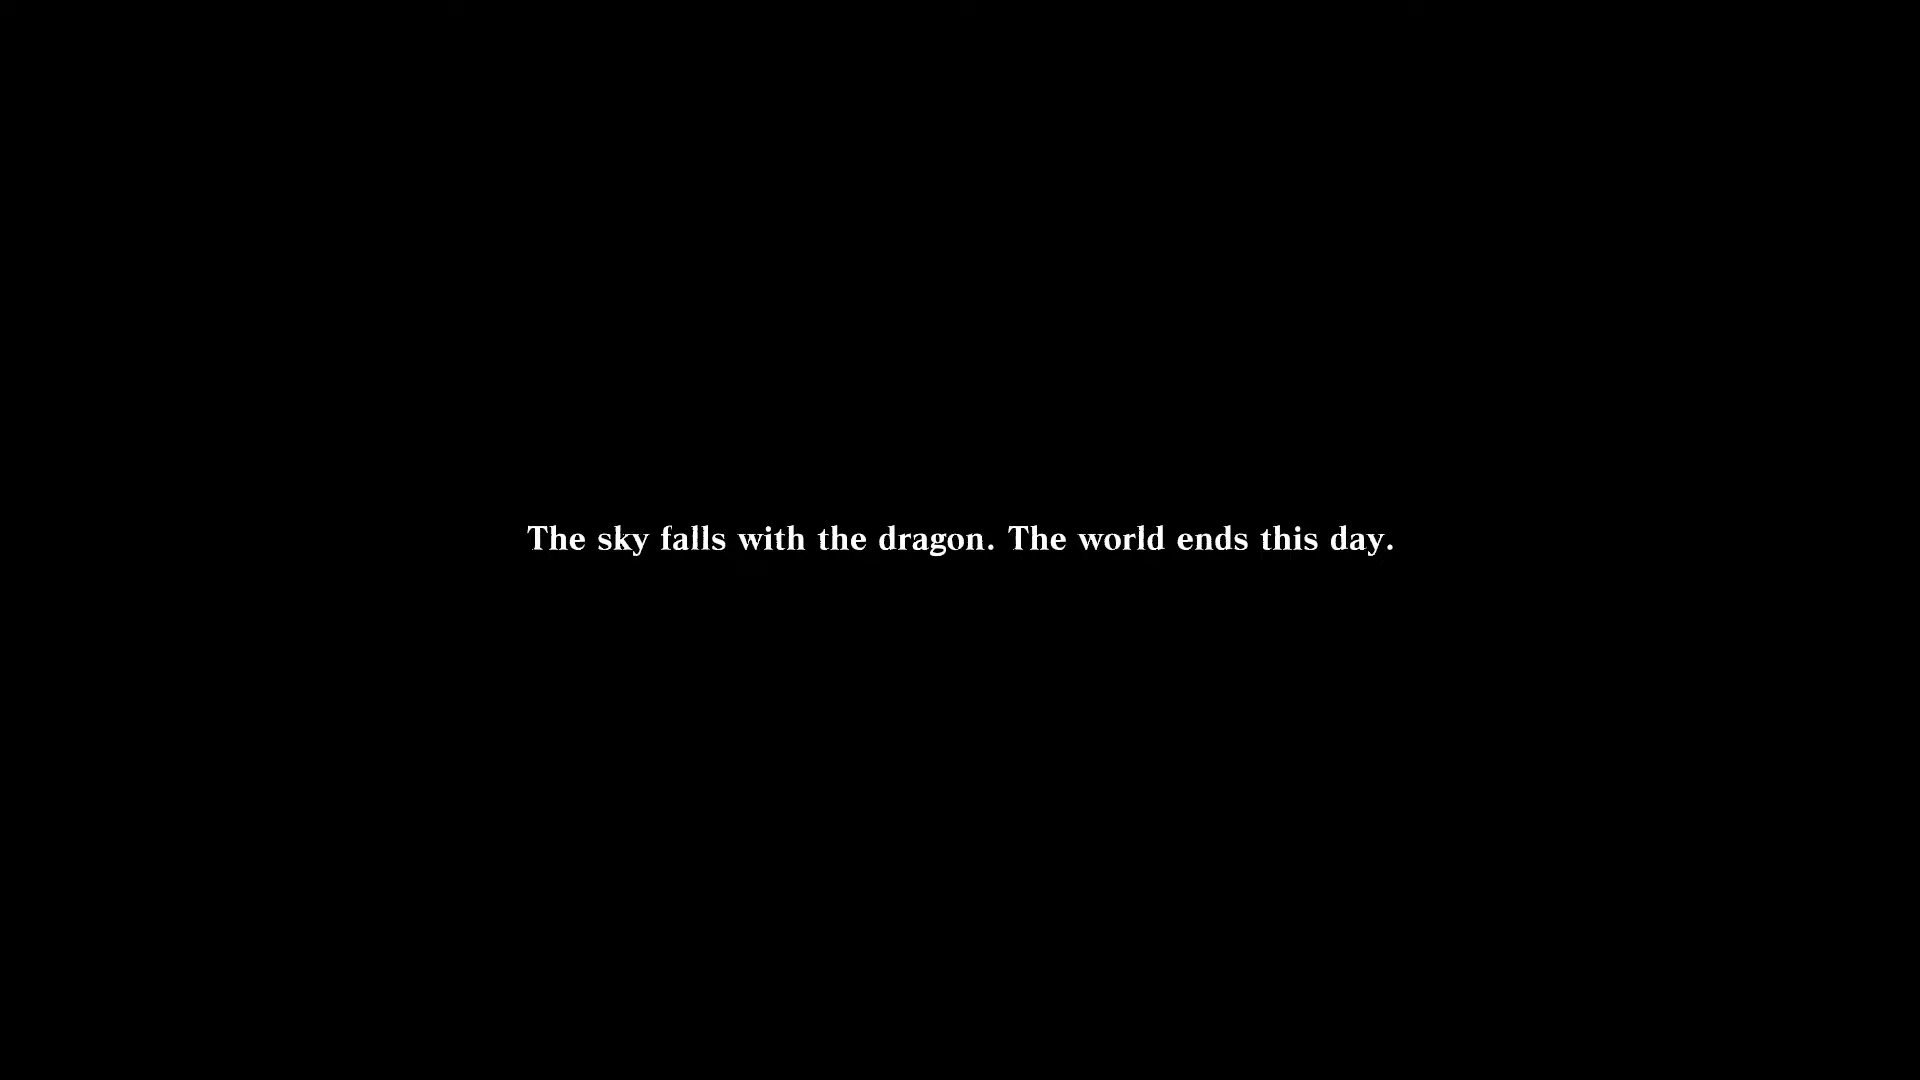 The sky falls with the dragon. The world ends this day.